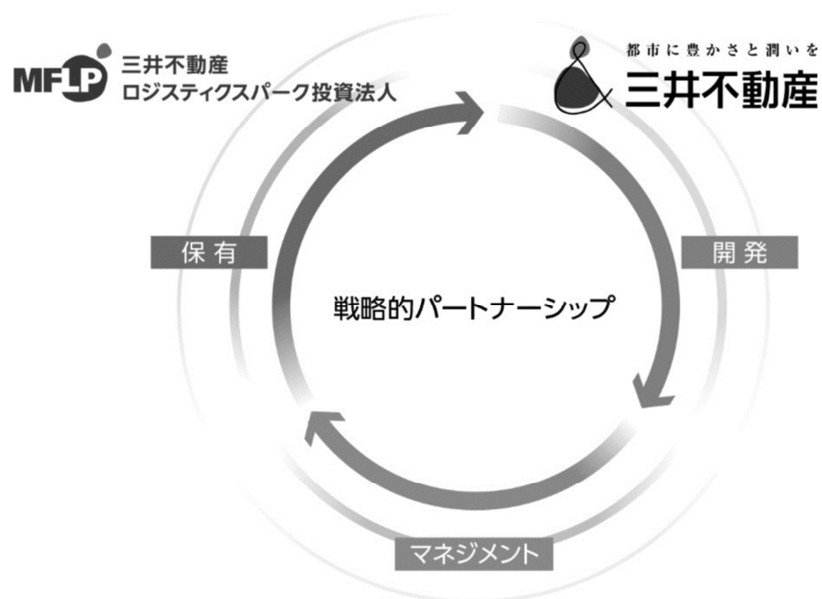 MFLP
三井不動産
ロジスティクスパーク投資法人
都市に豊かさと潤いを
三井不動産
保有
開発
戦略的パートナーシップ
マネジメント